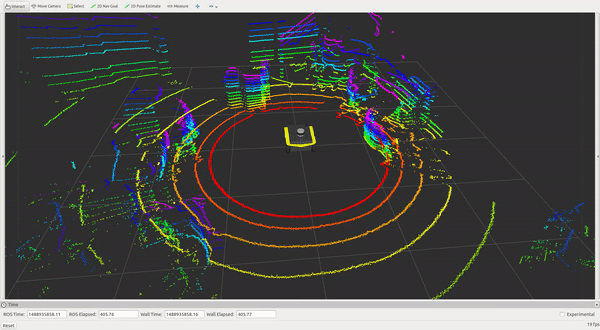 Interact Move Camera Select 2D Nav Goal 2D Pose Estimate Measure
Time
ROS Time: 1488935858.11 ROS Elapsed: 405.76 Wall Time: 1488935858.16 Wall Elapsed: 405.77 Experimental
Reset 19 fps